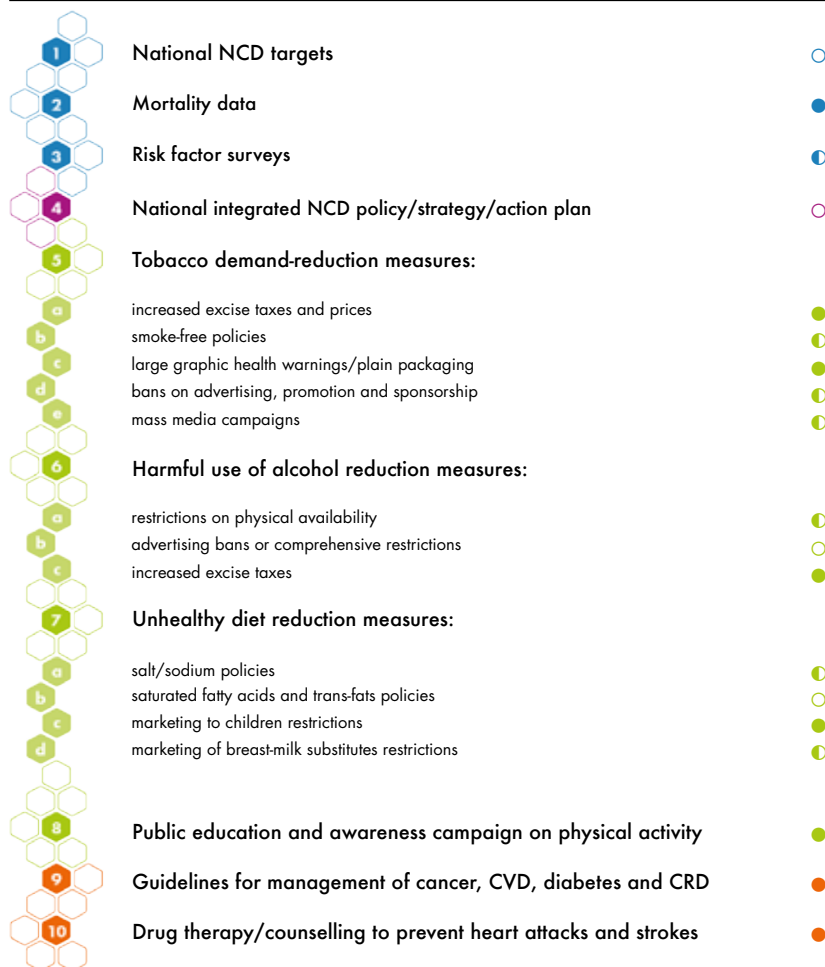 1 National NCD targets ○
2 Mortality data ●
3 Risk factor surveys ◐
4 National integrated NCD policy/strategy/action plan ○
5 Tobacco demand-reduction measures:
a increased excise taxes and prices ●
b smoke-free policies ◐
c large graphic health warnings/plain packaging ●
d bans on advertising, promotion and sponsorship ◐
e mass media campaigns ◐
6 Harmful use of alcohol reduction measures:
a restrictions on physical availability ◐
b advertising bans or comprehensive restrictions ○
c increased excise taxes ●
7 Unhealthy diet reduction measures:
a salt/sodium policies ◐
b saturated fatty acids and trans-fats policies ○
c marketing to children restrictions ●
d marketing of breast-milk substitutes restrictions ◐
8 Public education and awareness campaign on physical activity ●
9 Guidelines for management of cancer, CVD, diabetes and CRD ●
10 Drug therapy/counselling to prevent heart attacks and strokes ●